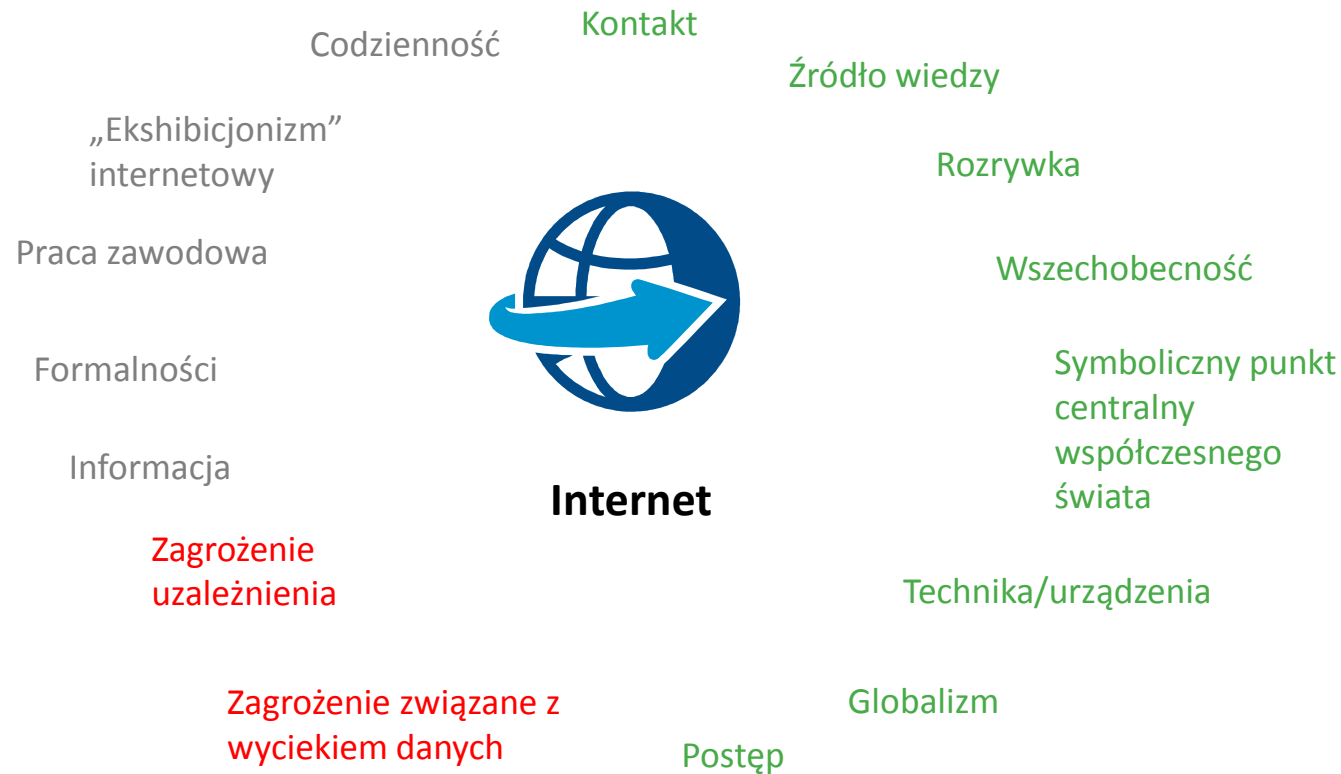 Kontakt
Codzienność
Źródło wiedzy
„Ekshibicjonizm”
internetowy
Rozrywka
Praca zawodowa
Wszechobecność
Formalności
Symboliczny punkt
centralny
współczesnego
świata
Informacja
Internet
Zagrożenie
uzależnienia
Technika/urządzenia
Zagrożenie związane z
wyciekiem danych
Globalizm
Postęp